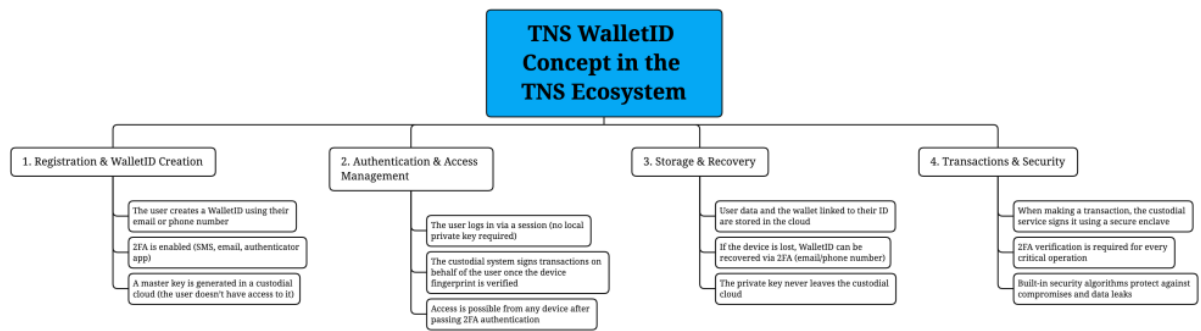 TNS WalletID
Concept in the
TNS Ecosystem
1. Registration & WalletID Creation
The user creates a WalletID using their
email or phone number
2FA is enabled (SMS, email, authenticator
app)
A master key is generated in a custodial
cloud (the user doesn't have access to it)
2. Authentication & Access
Management
The user logs in via a session (no local
private key required)
The custodial system signs transactions on
behalf of the user once the device
fingerprint is verified
Access is possible from any device after
passing 2FA authentication
3. Storage & Recovery
User data and the wallet linked to their ID
are stored in the cloud
If the device is lost, WalletID can be
recovered via 2FA (email/phone number)
The private key never leaves the custodial
cloud
4. Transactions & Security
When making a transaction, the custodial
service signs it using a secure enclave
2FA verification is required for every
critical operation
Built-in security algorithms protect against
compromises and data leaks